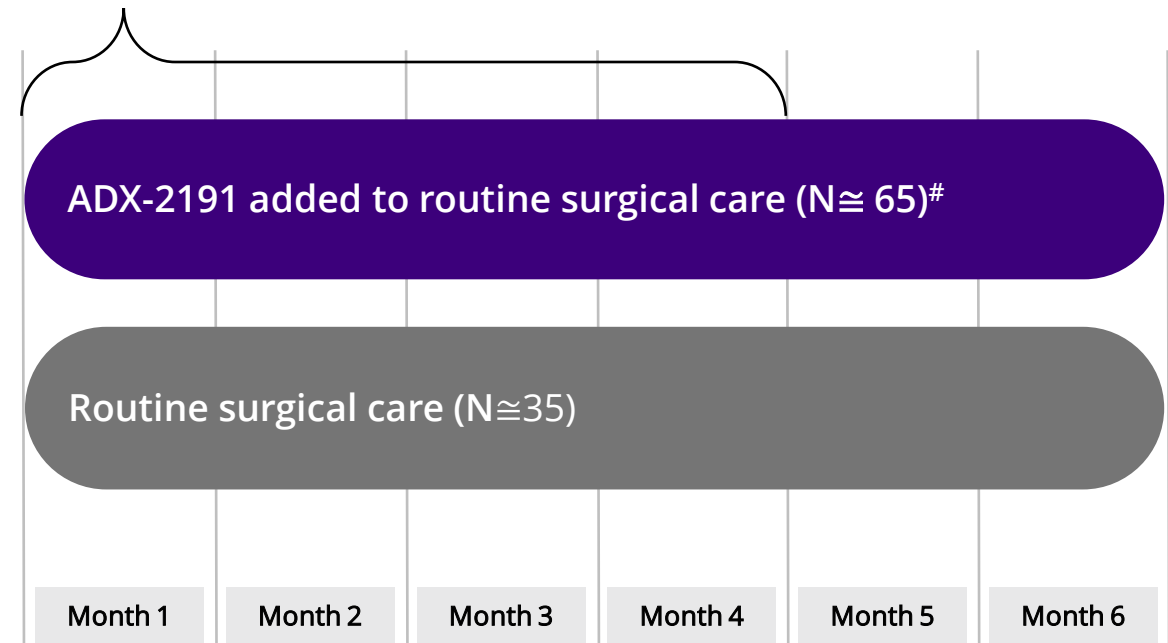 ADX-2191 added to routine surgical care (N≅ 65)#
Routine surgical care (N≅35)
Month 1 Month 2 Month 3 Month 4 Month 5 Month 6